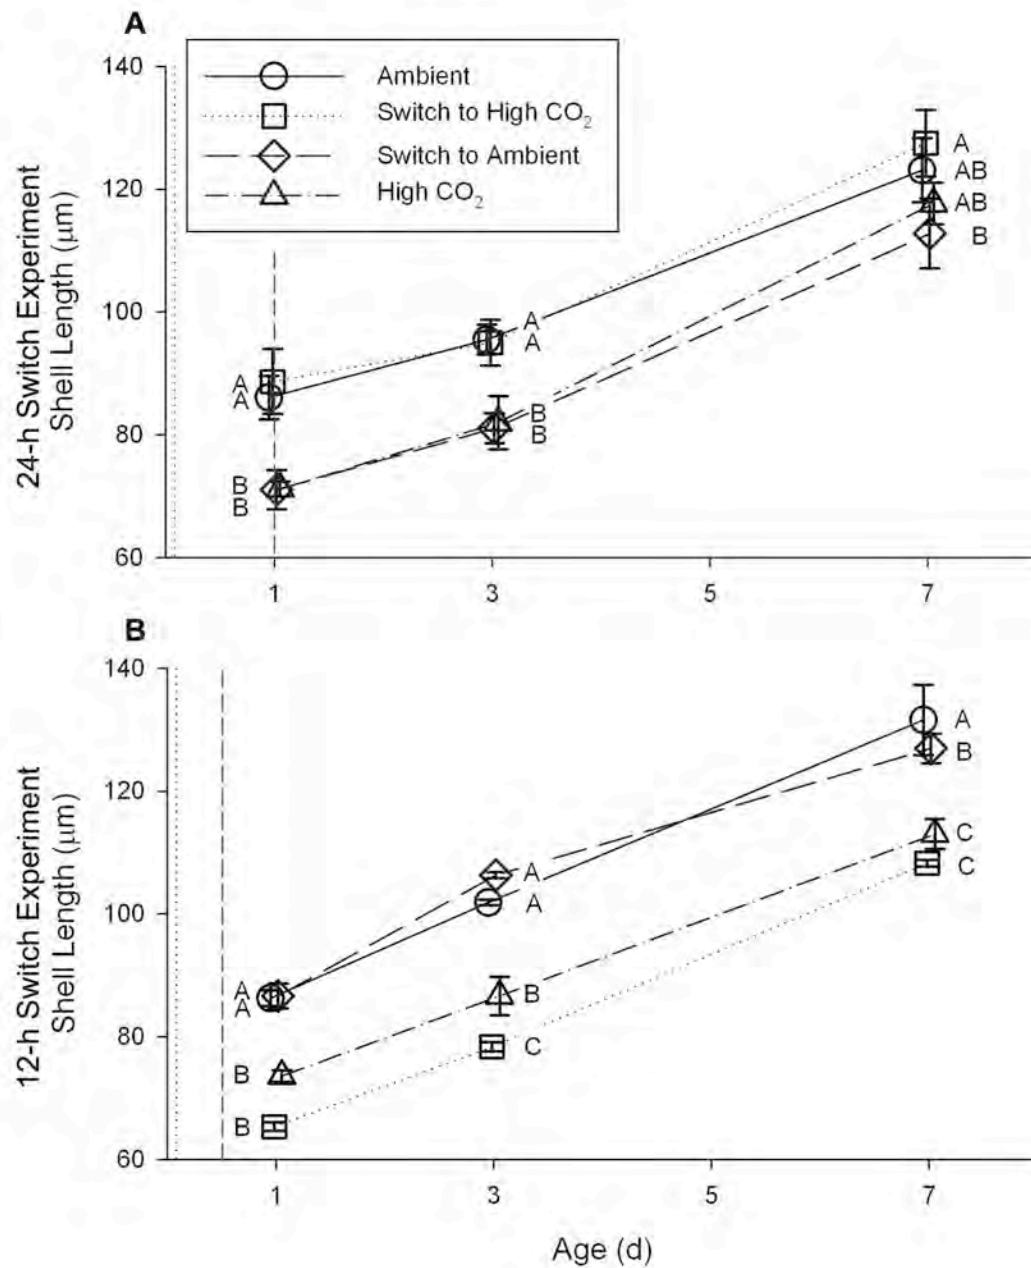 A
140
120
100
80
60
24-h Switch Experiment
Shell Length (μm)
Ambient
Switch to High CO₂
Switch to Ambient
High CO₂
A
A
B
B
A
A
B
B
A
AB
AB
B
1
3
5
7
B
140
120
100
80
60
12-h Switch Experiment
Shell Length (μm)
A
A
B
B
A
A
B
C
A
B
C
C
1
3
5
7
Age (d)